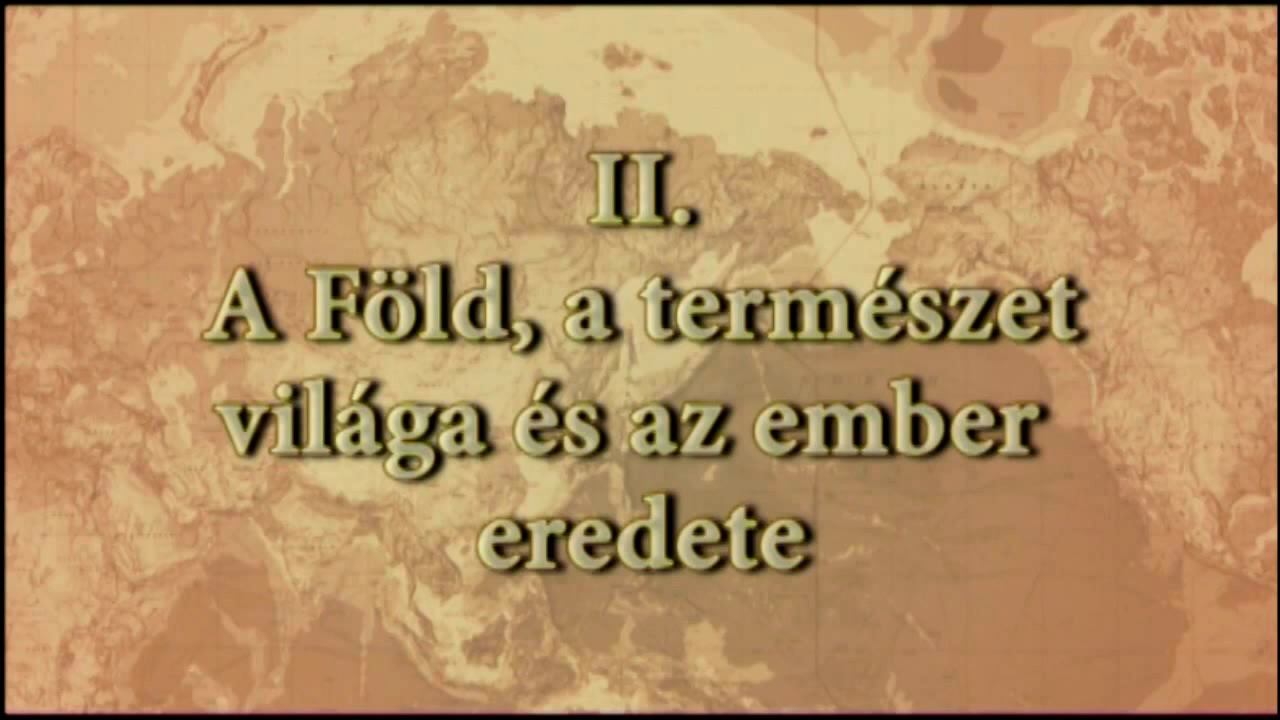 II.
A Föld, a természet
világa és az ember
eredete